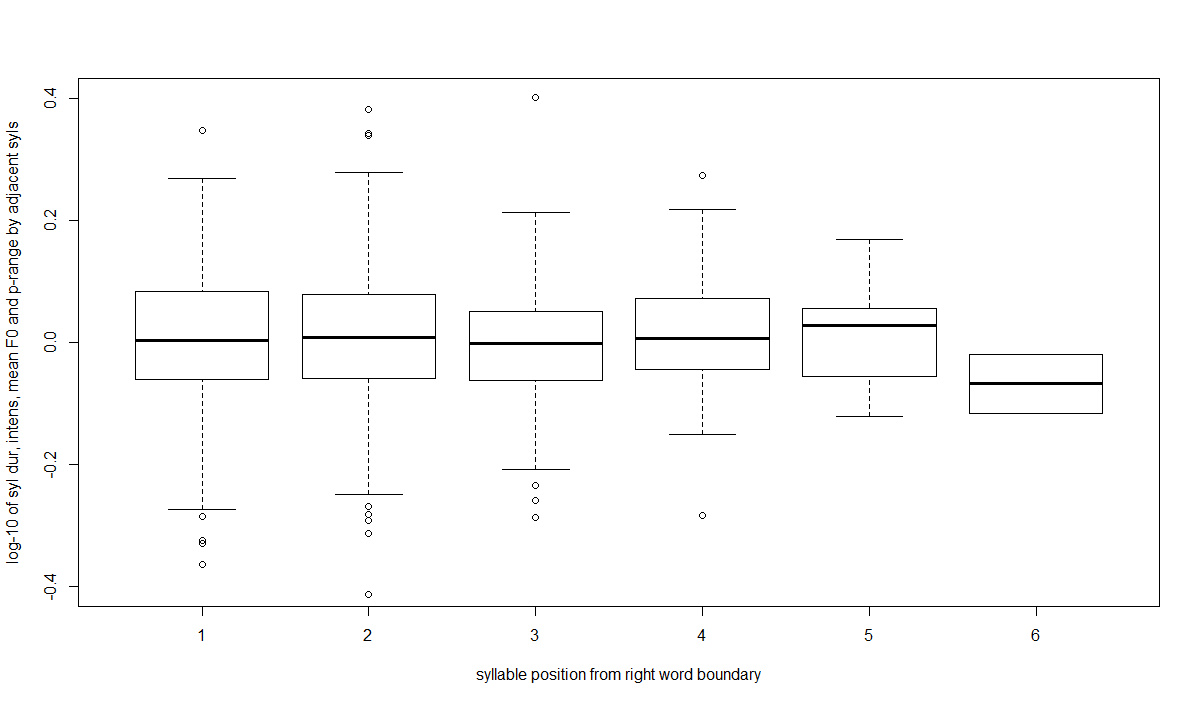 log-10 of syl dur, intens, mean F0 and p-range by adjacent syls
0.4
0.2
0.0
-0.2
-0.4
1 2 3 4 5 6
syllable position from right word boundary